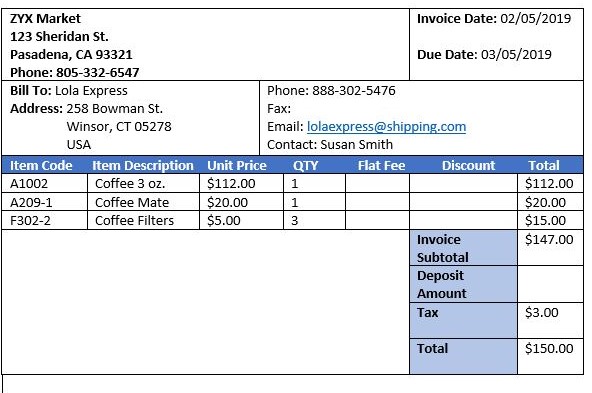 ZYX Market
123 Sheridan St.
Pasadena, CA 93321
Phone: 805-332-6547
Invoice Date: 02/05/2019
Due Date: 03/05/2019
Bill To: Lola Express
Address: 258 Bowman St.
Winsor, CT 05278
USA
Phone: 888-302-5476
Fax:
Email: lolaexpress@shipping.com
Contact: Susan Smith
Item Code Item Description Unit Price QTY Flat Fee Discount Total
A1002 Coffee 3 oz. $112.00 1 $112.00
A209-1 Coffee Mate $20.00 1 $20.00
F302-2 Coffee Filters $5.00 3 $15.00
Invoice Subtotal $147.00
Deposit Amount
Tax $3.00
Total $150.00